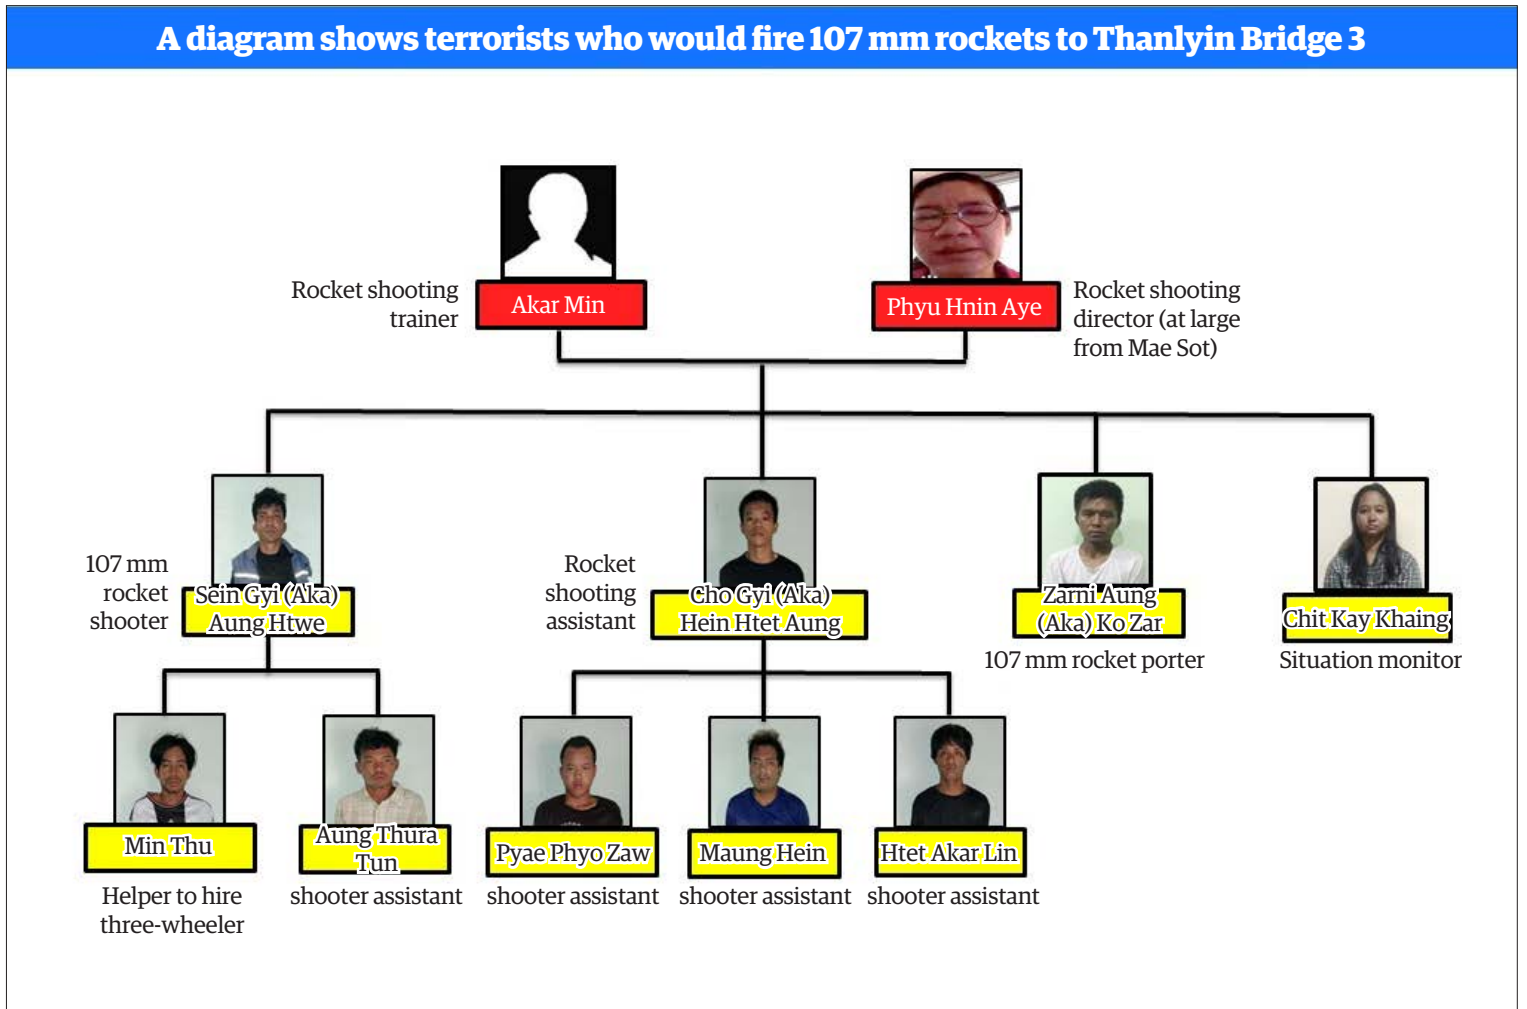 A diagram shows terrorists who would fire 107 mm rockets to Thanlyin Bridge 3
Rocket shooting
trainer
Akar Min
Phyu Hnin Aye
Rocket shooting
director (at large
from Mae Sot)
107 mm
rocket
shooter
Sein Gyi (Aka)
Aung Htwe
Rocket
shooting
assistant
Cho Gyi (Aka)
Hein Htet Aung
Zarni Aung
(Aka) Ko Zar
107 mm rocket porter
Chit Kay Khaing
Situation monitor
Min Thu
Helper to hire
three-wheeler
Aung Thura
Tun
shooter assistant
Pyae Phyo Zaw
shooter assistant
Maung Hein
shooter assistant
Htet Akar Lin
shooter assistant